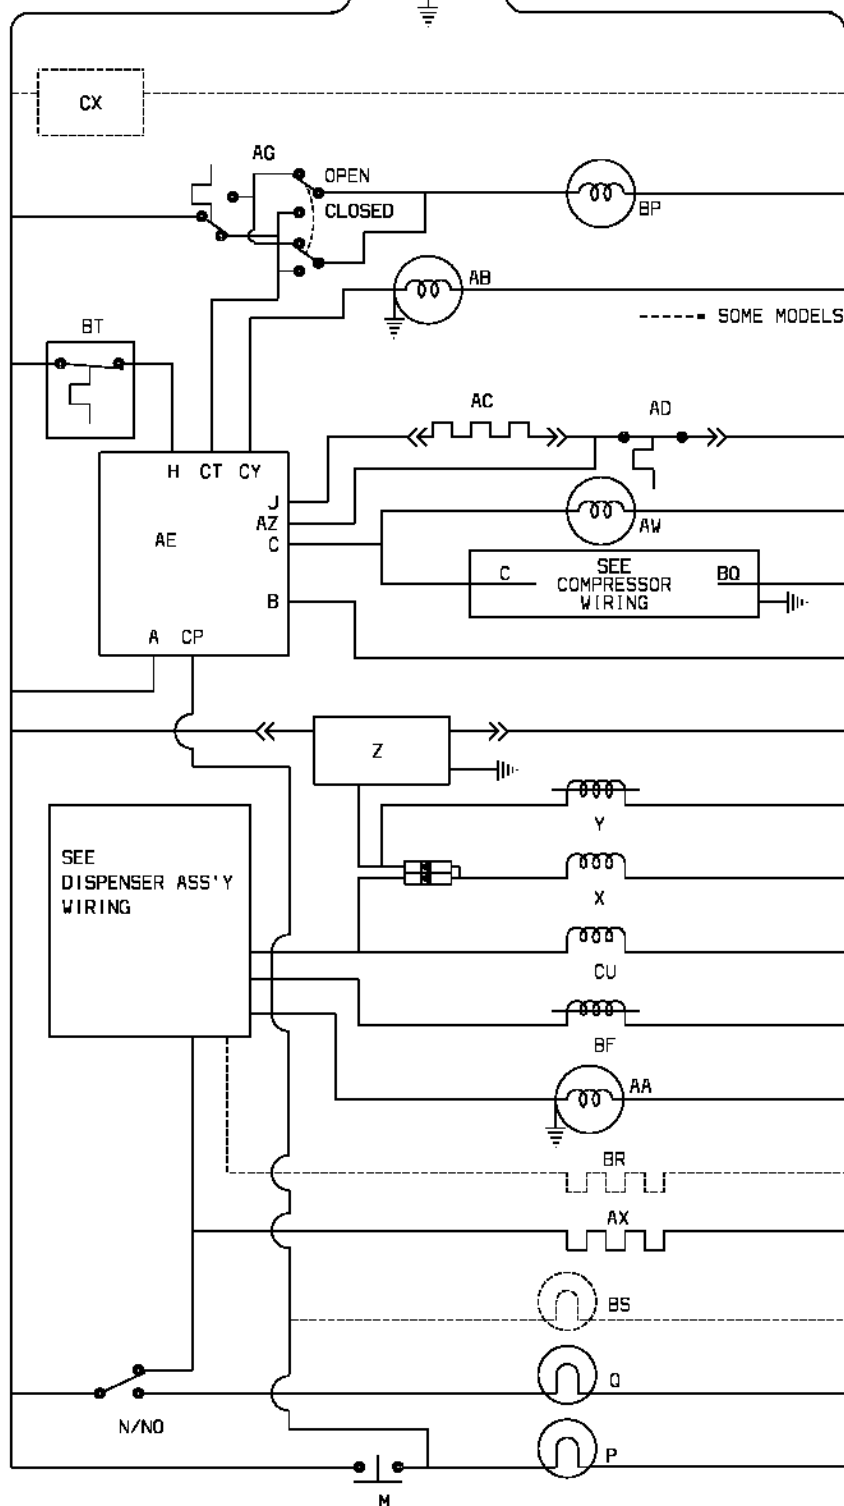 CX
AG
OPEN
CLOSED
BP
AB
SOME MODELS
BT
AC
AD
H CT CY
J
AZ
AE
C
AW
SEE
COMPRESSOR
WIRING
C
BQ
B
A CP
Z
Y
SEE
DISPENSER ASS'Y
WIRING
X
CU
BF
AA
BR
AX
BS
Q
N/NO
P
M